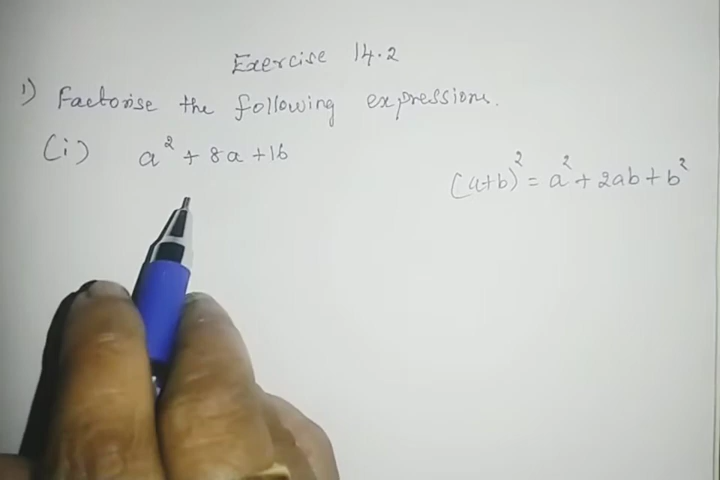 Exercise 14.2
1) Factorise the following expressions.
(i) a² + 8a + 16
(a+b)² = a² + 2ab + b²